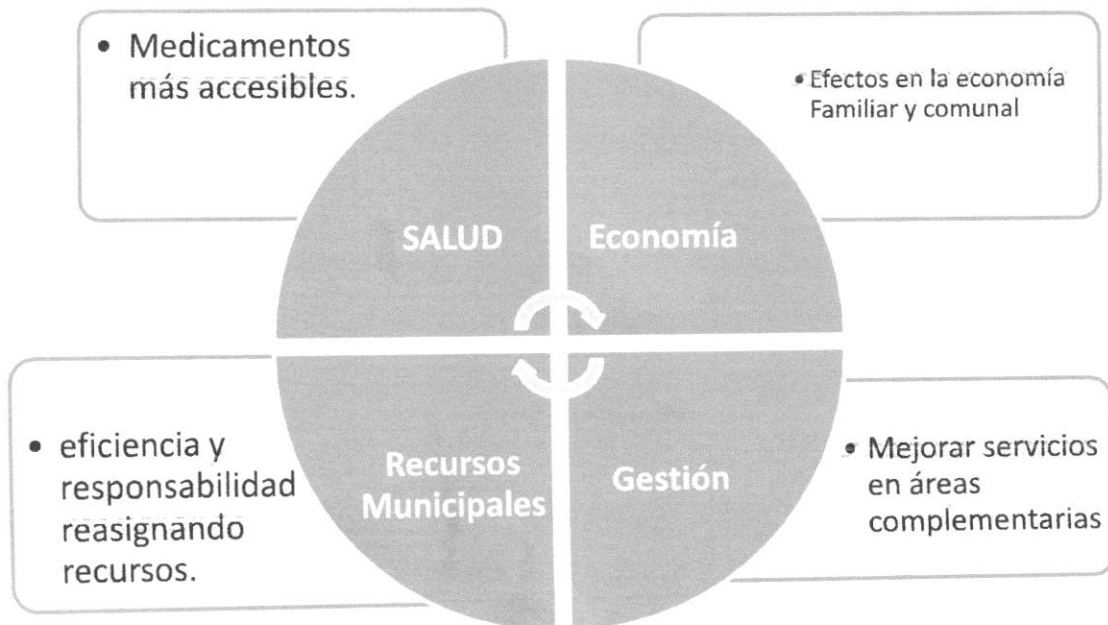 • Medicamentos
más accesibles.
• Efectos en la economía
Familiar y comunal
SALUD
Economía
Recursos
Municipales
Gestión
• eficiencia y
responsabilidad
reasignando
recursos.
• Mejorar servicios
en áreas
complementarias